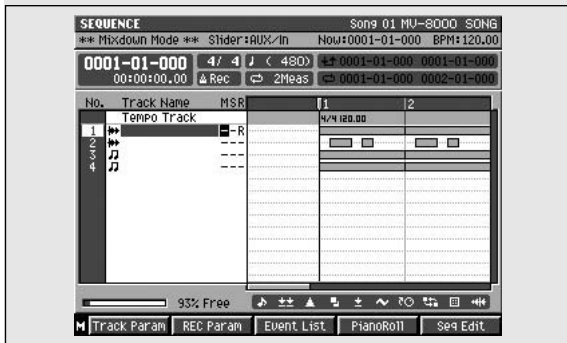 SEQUENCE Song 01 MV-8000 SONG
** Mixdown Mode ** Slider:AUX/In Now:0001-01-000 BPM:120.00
0001-01-000 4/ 4 ♩ ( 480) 0001-01-000 0001-01-000
00:00:00.00 Rec 2Meas 0001-01-000 0002-01-000
No. Track Name MSR 1 2
Tempo Track 4/4 120.00
1 --R
2 ---
3 ---
4 ---
93% Free
M Track Param REC Param Event List PianoRoll Seq Edit